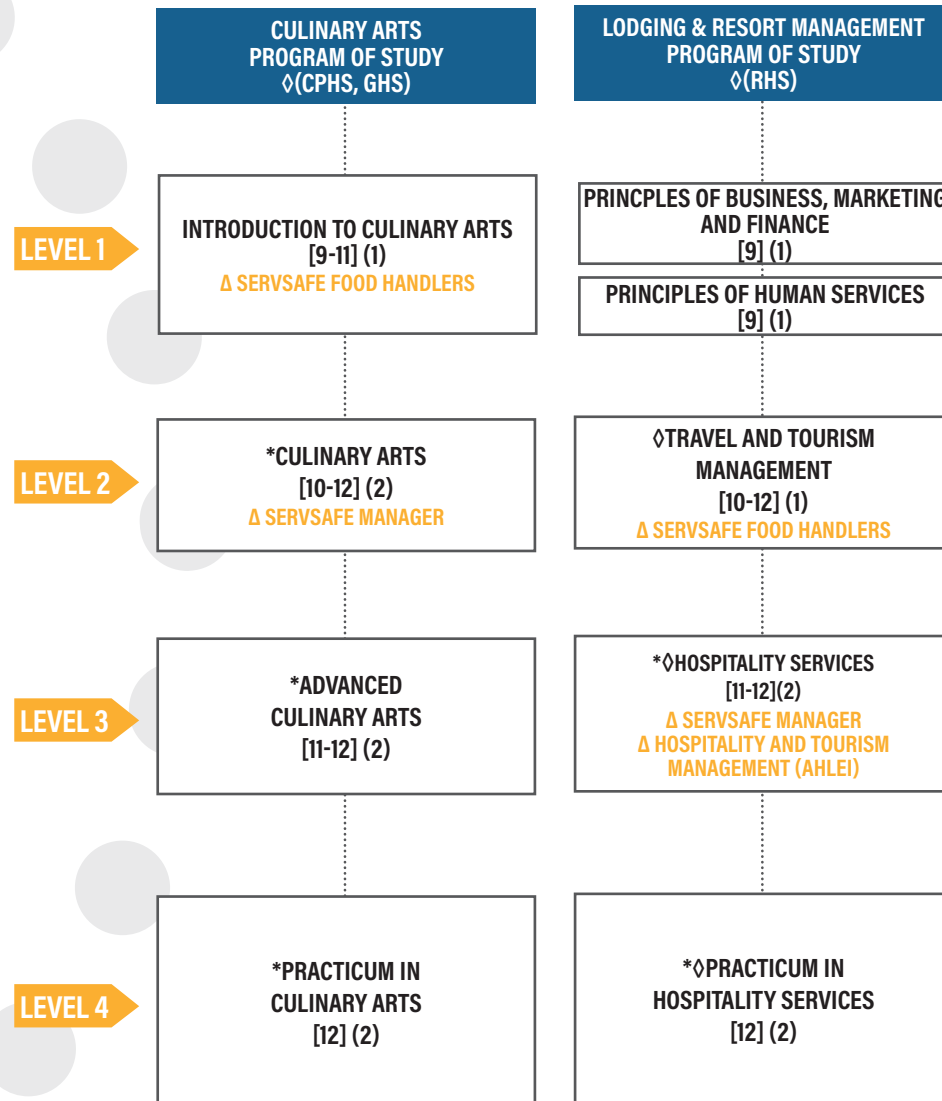 CULINARY ARTS
PROGRAM OF STUDY
◊(CPHS, GHS)
LODGING & RESORT MANAGEMENT
PROGRAM OF STUDY
◊(RHS)
LEVEL 1
INTRODUCTION TO CULINARY ARTS
[9-11] (1)
Δ SERVSAFE FOOD HANDLERS
PRINCPLES OF BUSINESS, MARKETING
AND FINANCE
[9] (1)
PRINCIPLES OF HUMAN SERVICES
[9] (1)
LEVEL 2
*CULINARY ARTS
[10-12] (2)
Δ SERVSAFE MANAGER
◊TRAVEL AND TOURISM
MANAGEMENT
[10-12] (1)
Δ SERVSAFE FOOD HANDLERS
LEVEL 3
*ADVANCED
CULINARY ARTS
[11-12] (2)
*◊HOSPITALITY SERVICES
[11-12](2)
Δ SERVSAFE MANAGER
Δ HOSPITALITY AND TOURISM
MANAGEMENT (AHLEI)
LEVEL 4
*PRACTICUM IN
CULINARY ARTS
[12] (2)
*◊PRACTICUM IN
HOSPITALITY SERVICES
[12] (2)